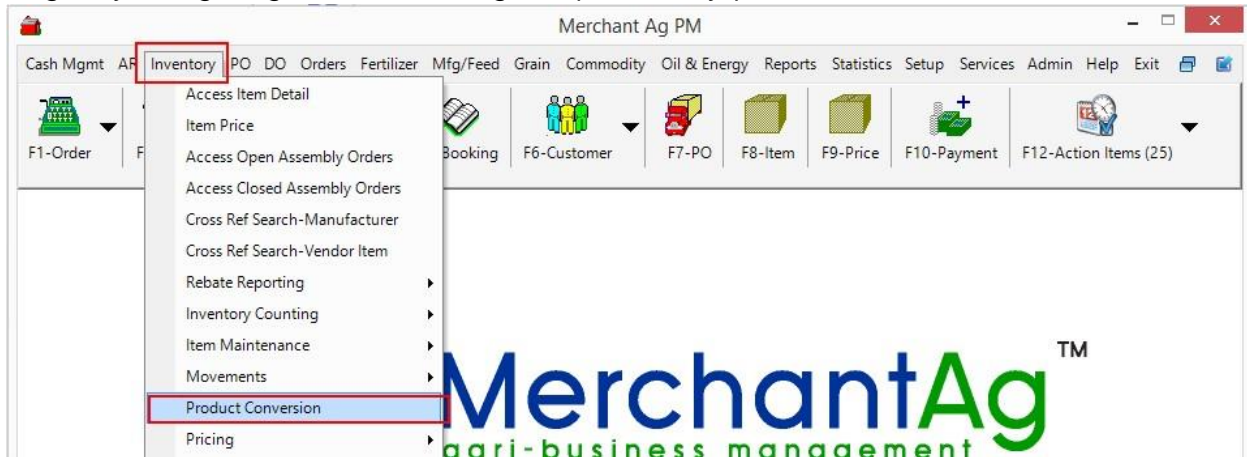 Merchant Ag PM
Cash Mgmt AR Inventory PO DO Orders Fertilizer Mfg/Feed Grain Commodity Oil & Energy Reports Statistics Setup Services Admin Help Exit
F1-Order F Booking F6-Customer F7-PO F8-Item F9-Price F10-Payment F12-Action Items (25)
Access Item Detail
Item Price
Access Open Assembly Orders
Access Closed Assembly Orders
Cross Ref Search-Manufacturer
Cross Ref Search-Vendor Item
Rebate Reporting
Inventory Counting
Item Maintenance
Movements
Product Conversion
Pricing
MerchantAg TM
agri-business management